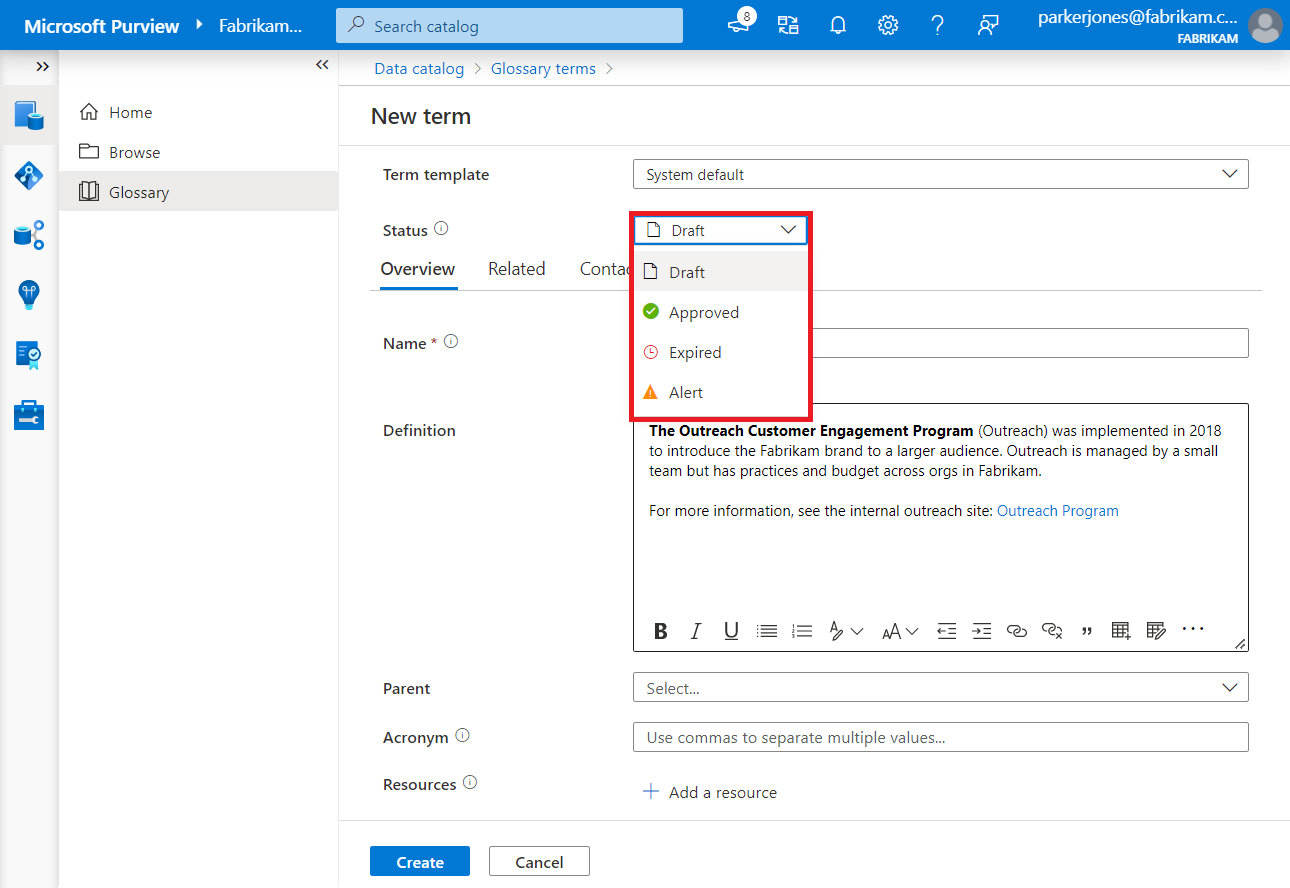 Microsoft Purview
Fabrikam...
Search catalog
8
parkerjones@fabrikam.c...
FABRIKAM
Data catalog
Glossary terms
Home
Browse
Glossary
New term
Term template
System default
Status
Draft
Overview
Related
Contac
Draft
Approved
Expired
Alert
Name *
Definition
The Outreach Customer Engagement Program (Outreach) was implemented in 2018
to introduce the Fabrikam brand to a larger audience. Outreach is managed by a small
team but has practices and budget across orgs in Fabrikam.
For more information, see the internal outreach site: Outreach Program
B I U AA
Parent
Select...
Acronym
Use commas to separate multiple values...
Resources
Add a resource
Create
Cancel